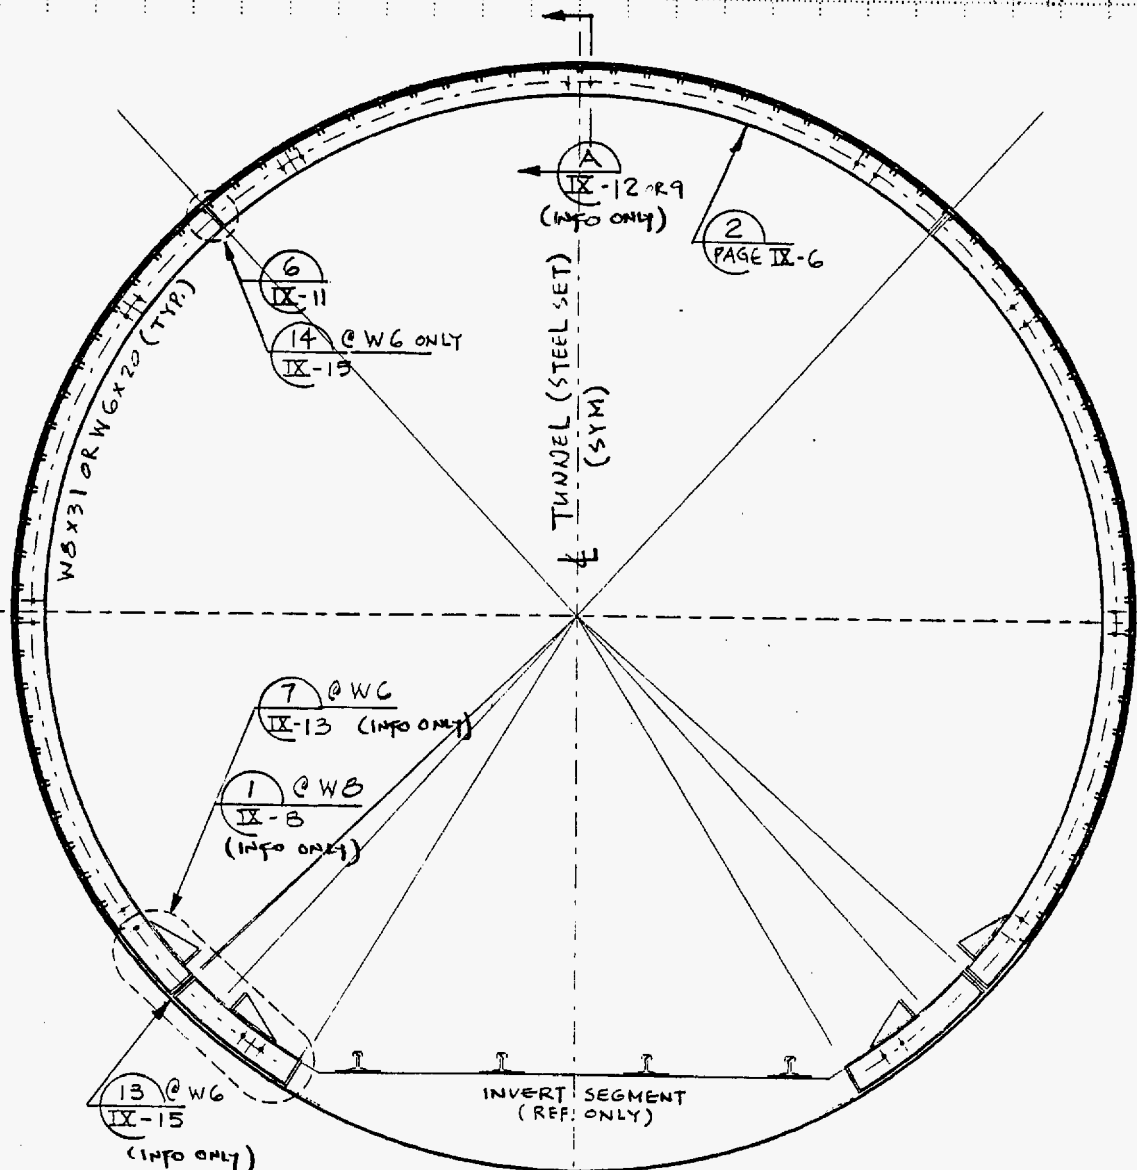 A
IX-12 OR 9
(INFO ONLY)
2
PAGE IX-6
6
IX-11
14 @ W6 ONLY
IX-15
W8X31 OR W6X20 (TYP.)
℄ TUNNEL (STEEL SET)
(SYM)
7 @ W6
IX-13 (INFO ONLY)
1 @ W8
IX-8
(INFO ONLY)
13 @ W6
IX-15
(INFO ONLY)
INVERT SEGMENT
(REF. ONLY)